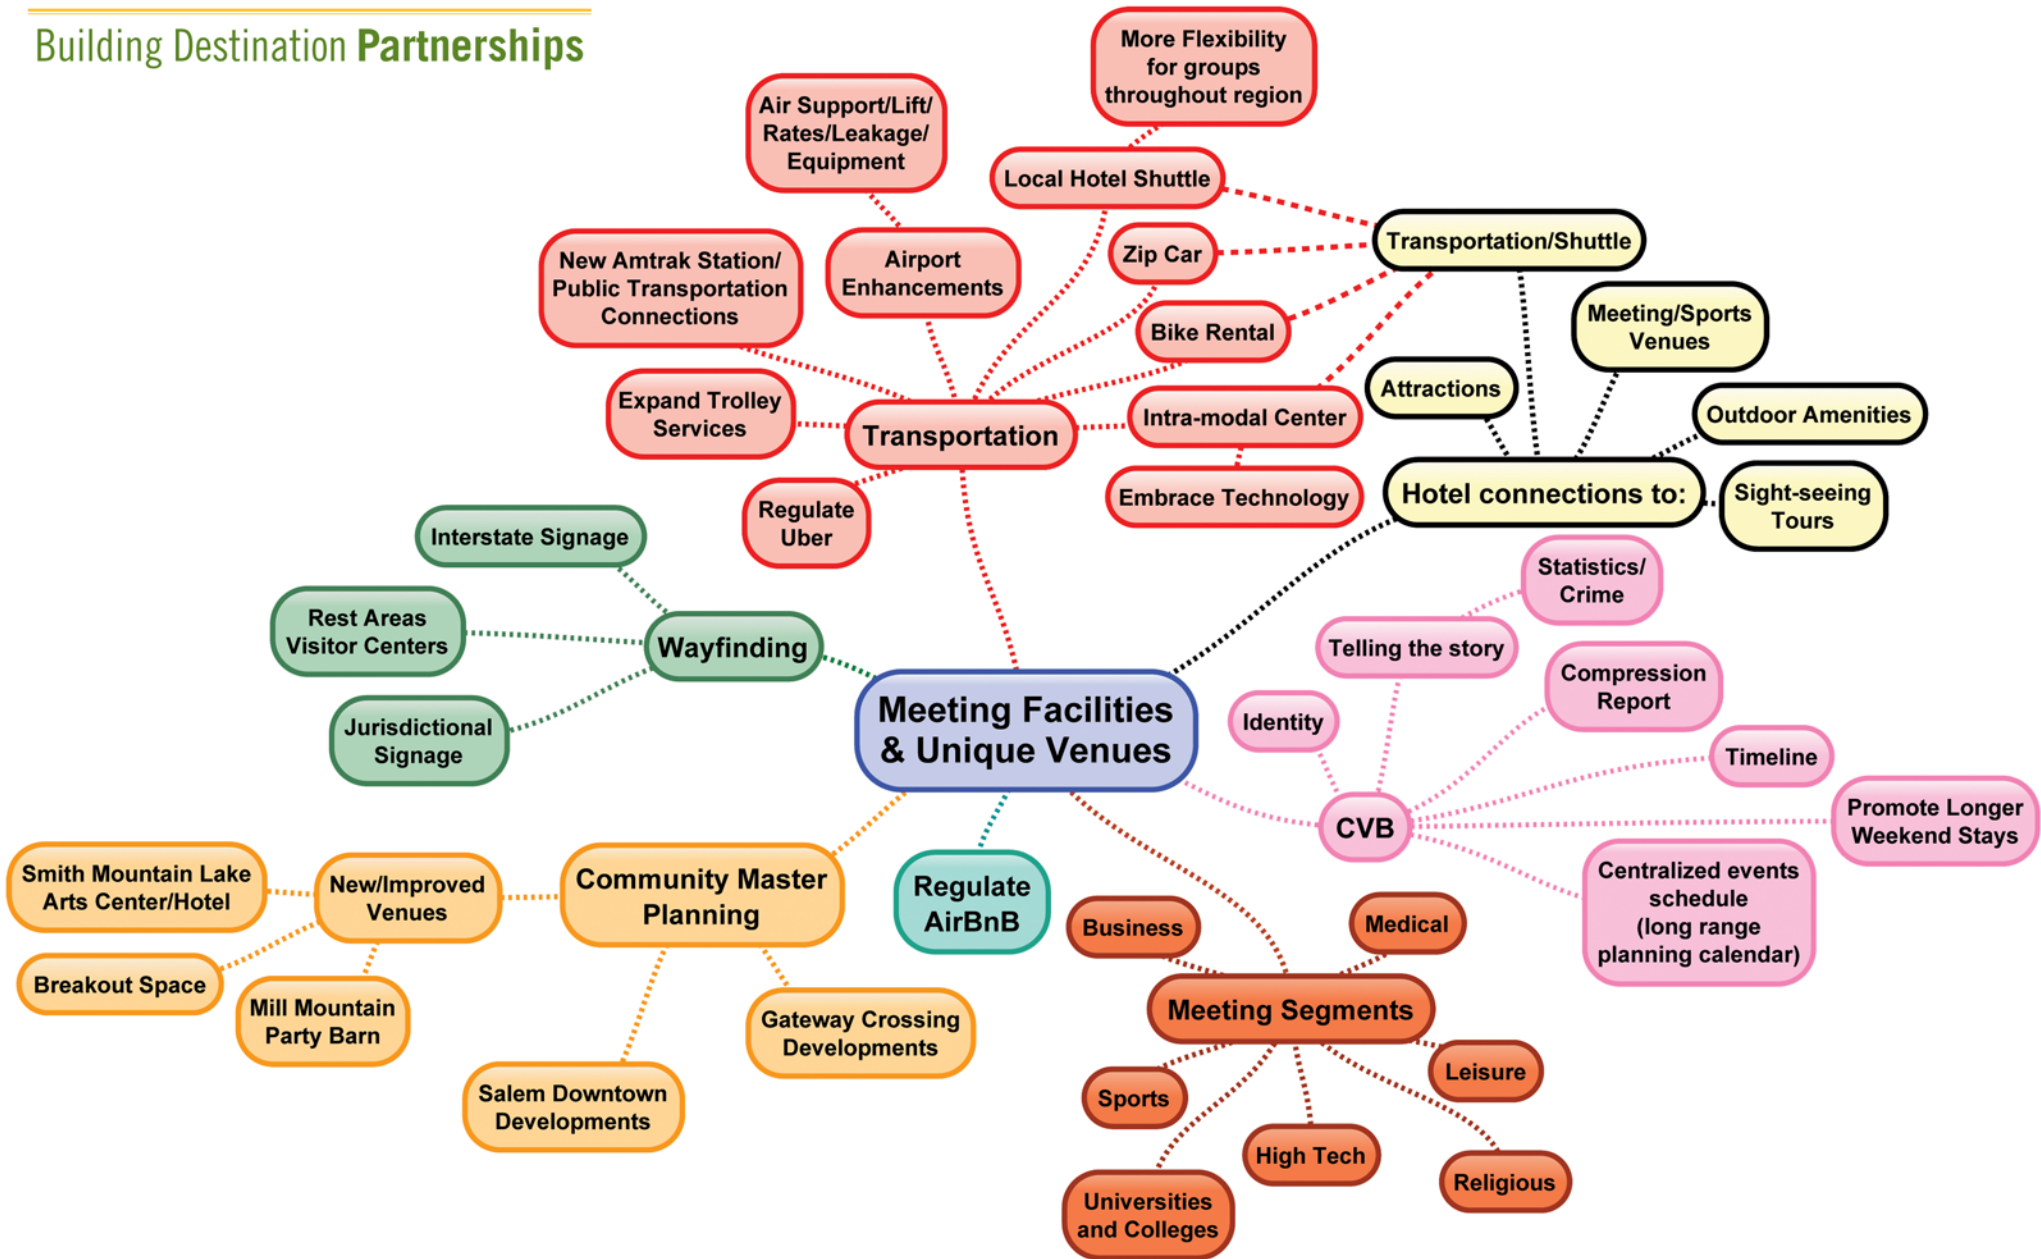 Building Destination Partnerships
More Flexibility
for groups
throughout region
Air Support/Lift/
Rates/Leakage/
Equipment
Local Hotel Shuttle
New Amtrak Station/
Public Transportation
Connections
Airport
Enhancements
Zip Car
Transportation/Shuttle
Bike Rental
Meeting/Sports
Venues
Expand Trolley
Services
Transportation
Intra-modal Center
Attractions
Outdoor Amenities
Regulate
Uber
Embrace Technology
Hotel connections to:
Sight-seeing
Tours
Interstate Signage
Rest Areas
Visitor Centers
Wayfinding
Jurisdictional
Signage
Meeting Facilities
& Unique Venues
Statistics/
Crime
Telling the story
Compression
Report
Identity
Timeline
CVB
Promote Longer
Weekend Stays
Centralized events
schedule
(long range
planning calendar)
Smith Mountain Lake
Arts Center/Hotel
New/Improved
Venues
Community Master
Planning
Breakout Space
Mill Mountain
Party Barn
Gateway Crossing
Developments
Salem Downtown
Developments
Regulate
AirBnB
Business
Medical
Meeting Segments
Sports
Leisure
High Tech
Religious
Universities
and Colleges